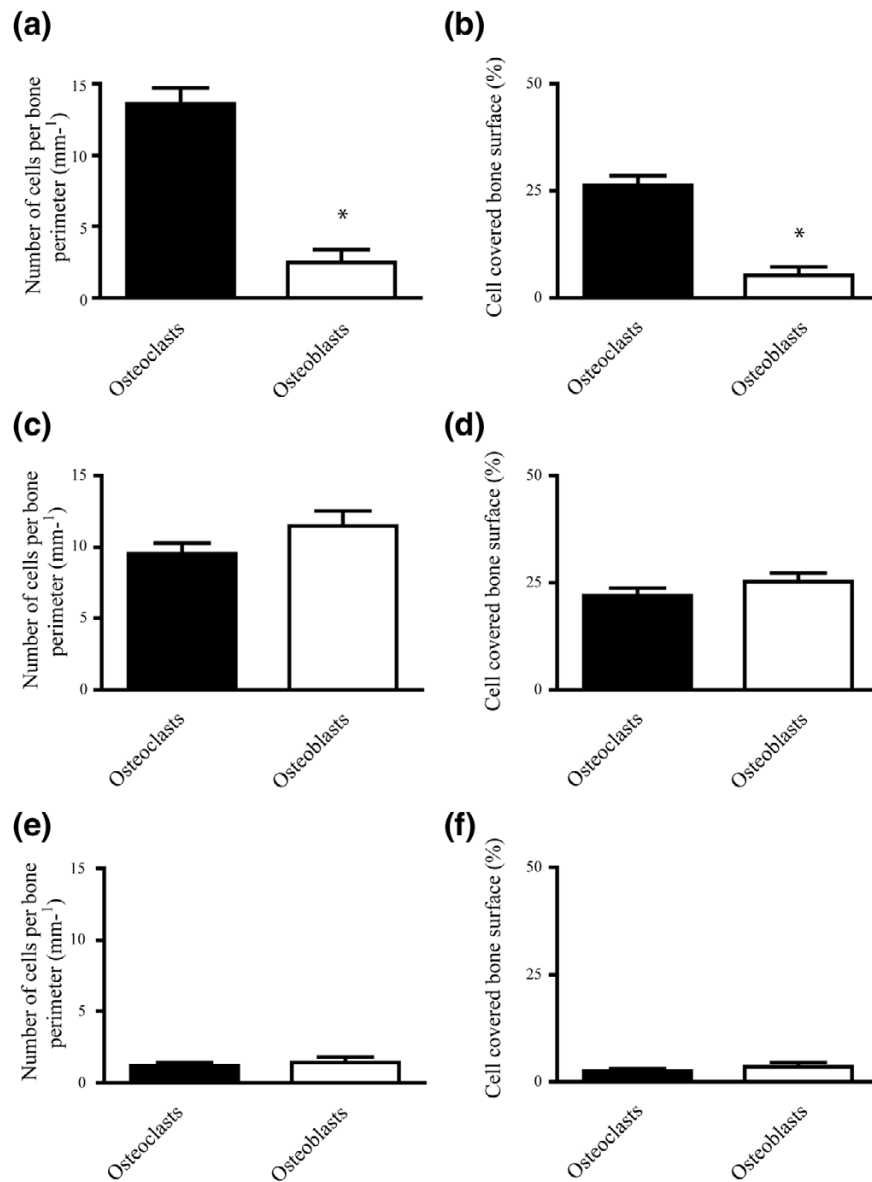 (a)
Number of cells per bone
perimeter (mm-1)
15
10
5
0
*
Osteoclasts
Osteoblasts
(b)
Cell covered bone surface (%)
50
25
0
*
Osteoclasts
Osteoblasts
(c)
Number of cells per bone
perimeter (mm-1)
15
10
5
0
Osteoclasts
Osteoblasts
(d)
Cell covered bone surface (%)
50
25
0
Osteoclasts
Osteoblasts
(e)
Number of cells per bone
perimeter (mm-1)
15
10
5
0
Osteoclasts
Osteoblasts
(f)
Cell covered bone surface (%)
50
25
0
Osteoclasts
Osteoblasts